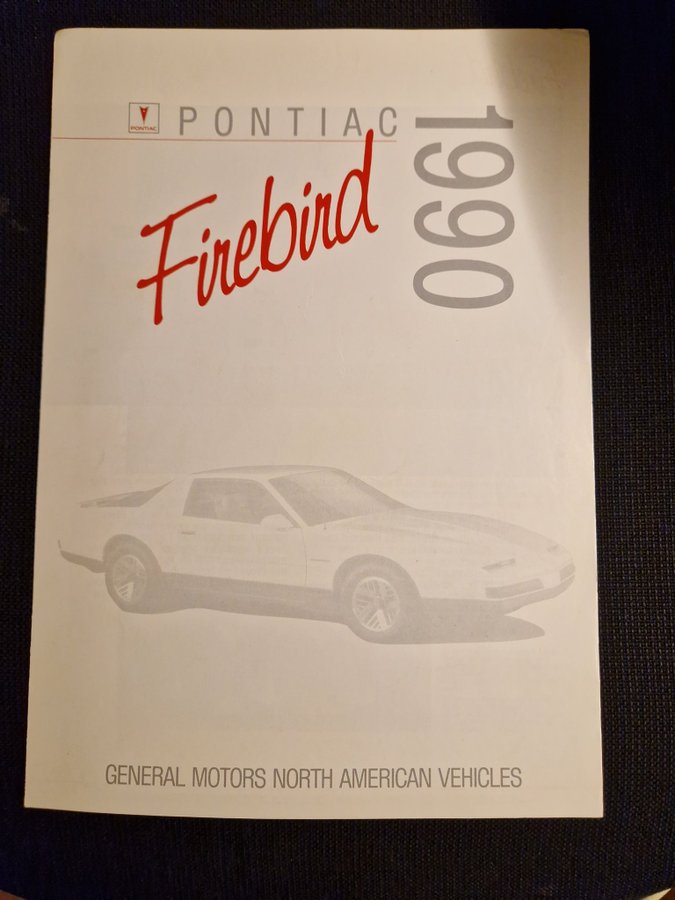 PONTIAC
PONTIAC
1990
Firebird
GENERAL MOTORS NORTH AMERICAN VEHICLES